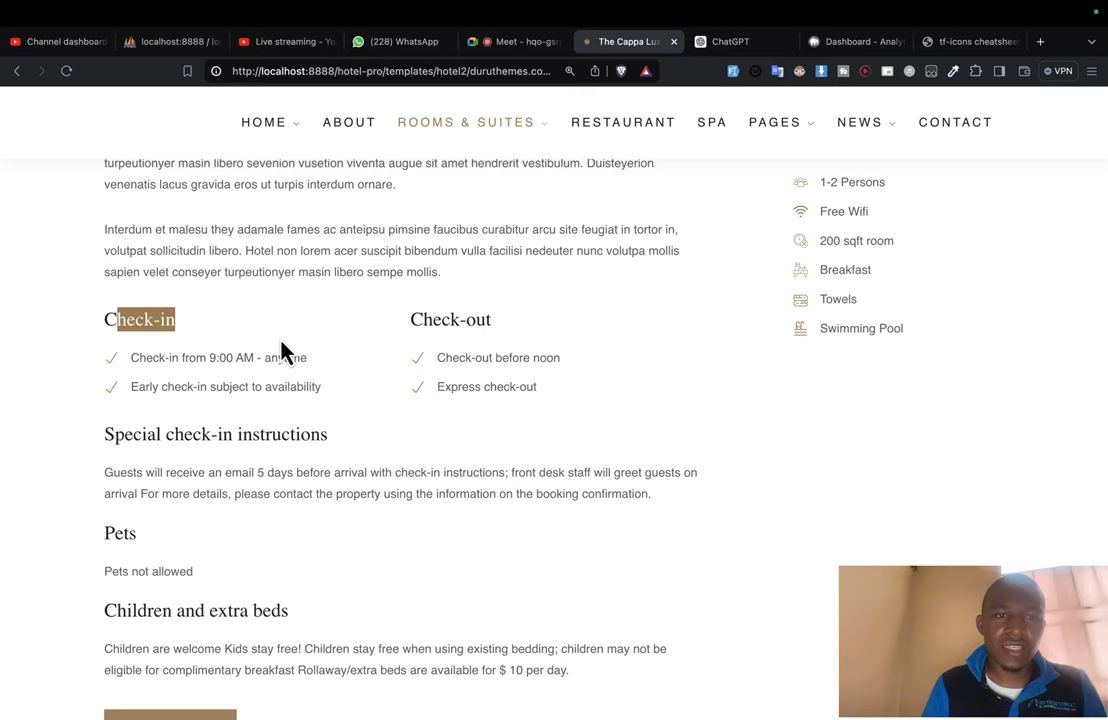 Channel dashboard
localhost:8888 / lo
Live streaming - Yo
(228) WhatsApp
Meet - hqo-gsr
The Cappa Lux
ChatGPT
Dashboard - Analy
tf-icons cheatshee
http://localhost:8888/hotel-pro/templates/hotel2/duruthemes.co...
VPN
HOME
ABOUT
ROOMS & SUITES
RESTAURANT
SPA
PAGES
NEWS
CONTACT
turpeutionyer masin libero sevenion vusetion viventa augue sit amet hendrerit vestibulum. Duisteyerion
venenatis lacus gravida eros ut turpis interdum ornare.
Interdum et malesu they adamale fames ac anteipsu pimsine faucibus curabitur arcu site feugiat in tortor in,
volutpat sollicitudin libero. Hotel non lorem acer suscipit bibendum vulla facilisi nedeuter nunc volutpa mollis
sapien velet conseyer turpeutionyer masin libero sempe mollis.
Check-in
Check-in from 9:00 AM - anytime
Early check-in subject to availability
Check-out
Check-out before noon
Express check-out
Special check-in instructions
Guests will receive an email 5 days before arrival with check-in instructions; front desk staff will greet guests on
arrival For more details, please contact the property using the information on the booking confirmation.
Pets
Pets not allowed
Children and extra beds
Children are welcome Kids stay free! Children stay free when using existing bedding; children may not be
eligible for complimentary breakfast Rollaway/extra beds are available for $ 10 per day.
1-2 Persons
Free Wifi
200 sqft room
Breakfast
Towels
Swimming Pool